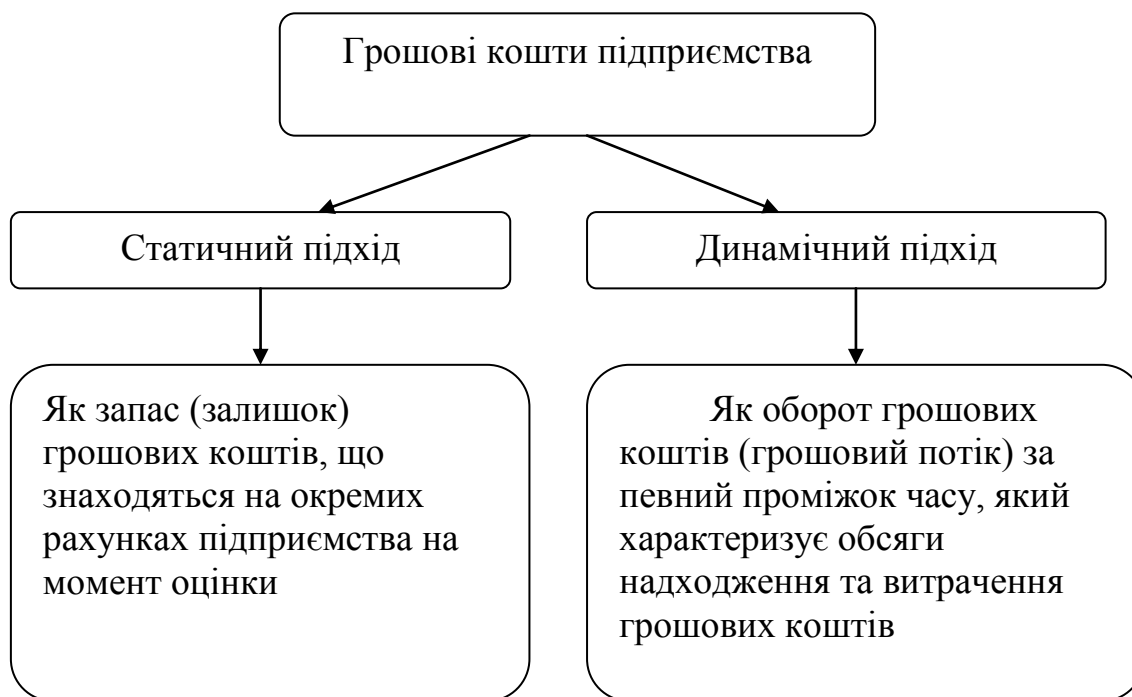 Грошові кошти підприємства
Статичний підхід
Динамічний підхід
Як запас (залишок)
грошових коштів, що
знаходяться на окремих
рахунках підприємства на
момент оцінки
Як оборот грошових
коштів (грошовий потік) за
певний проміжок часу, який
характеризує обсяги
надходження та витрачення
грошових коштів